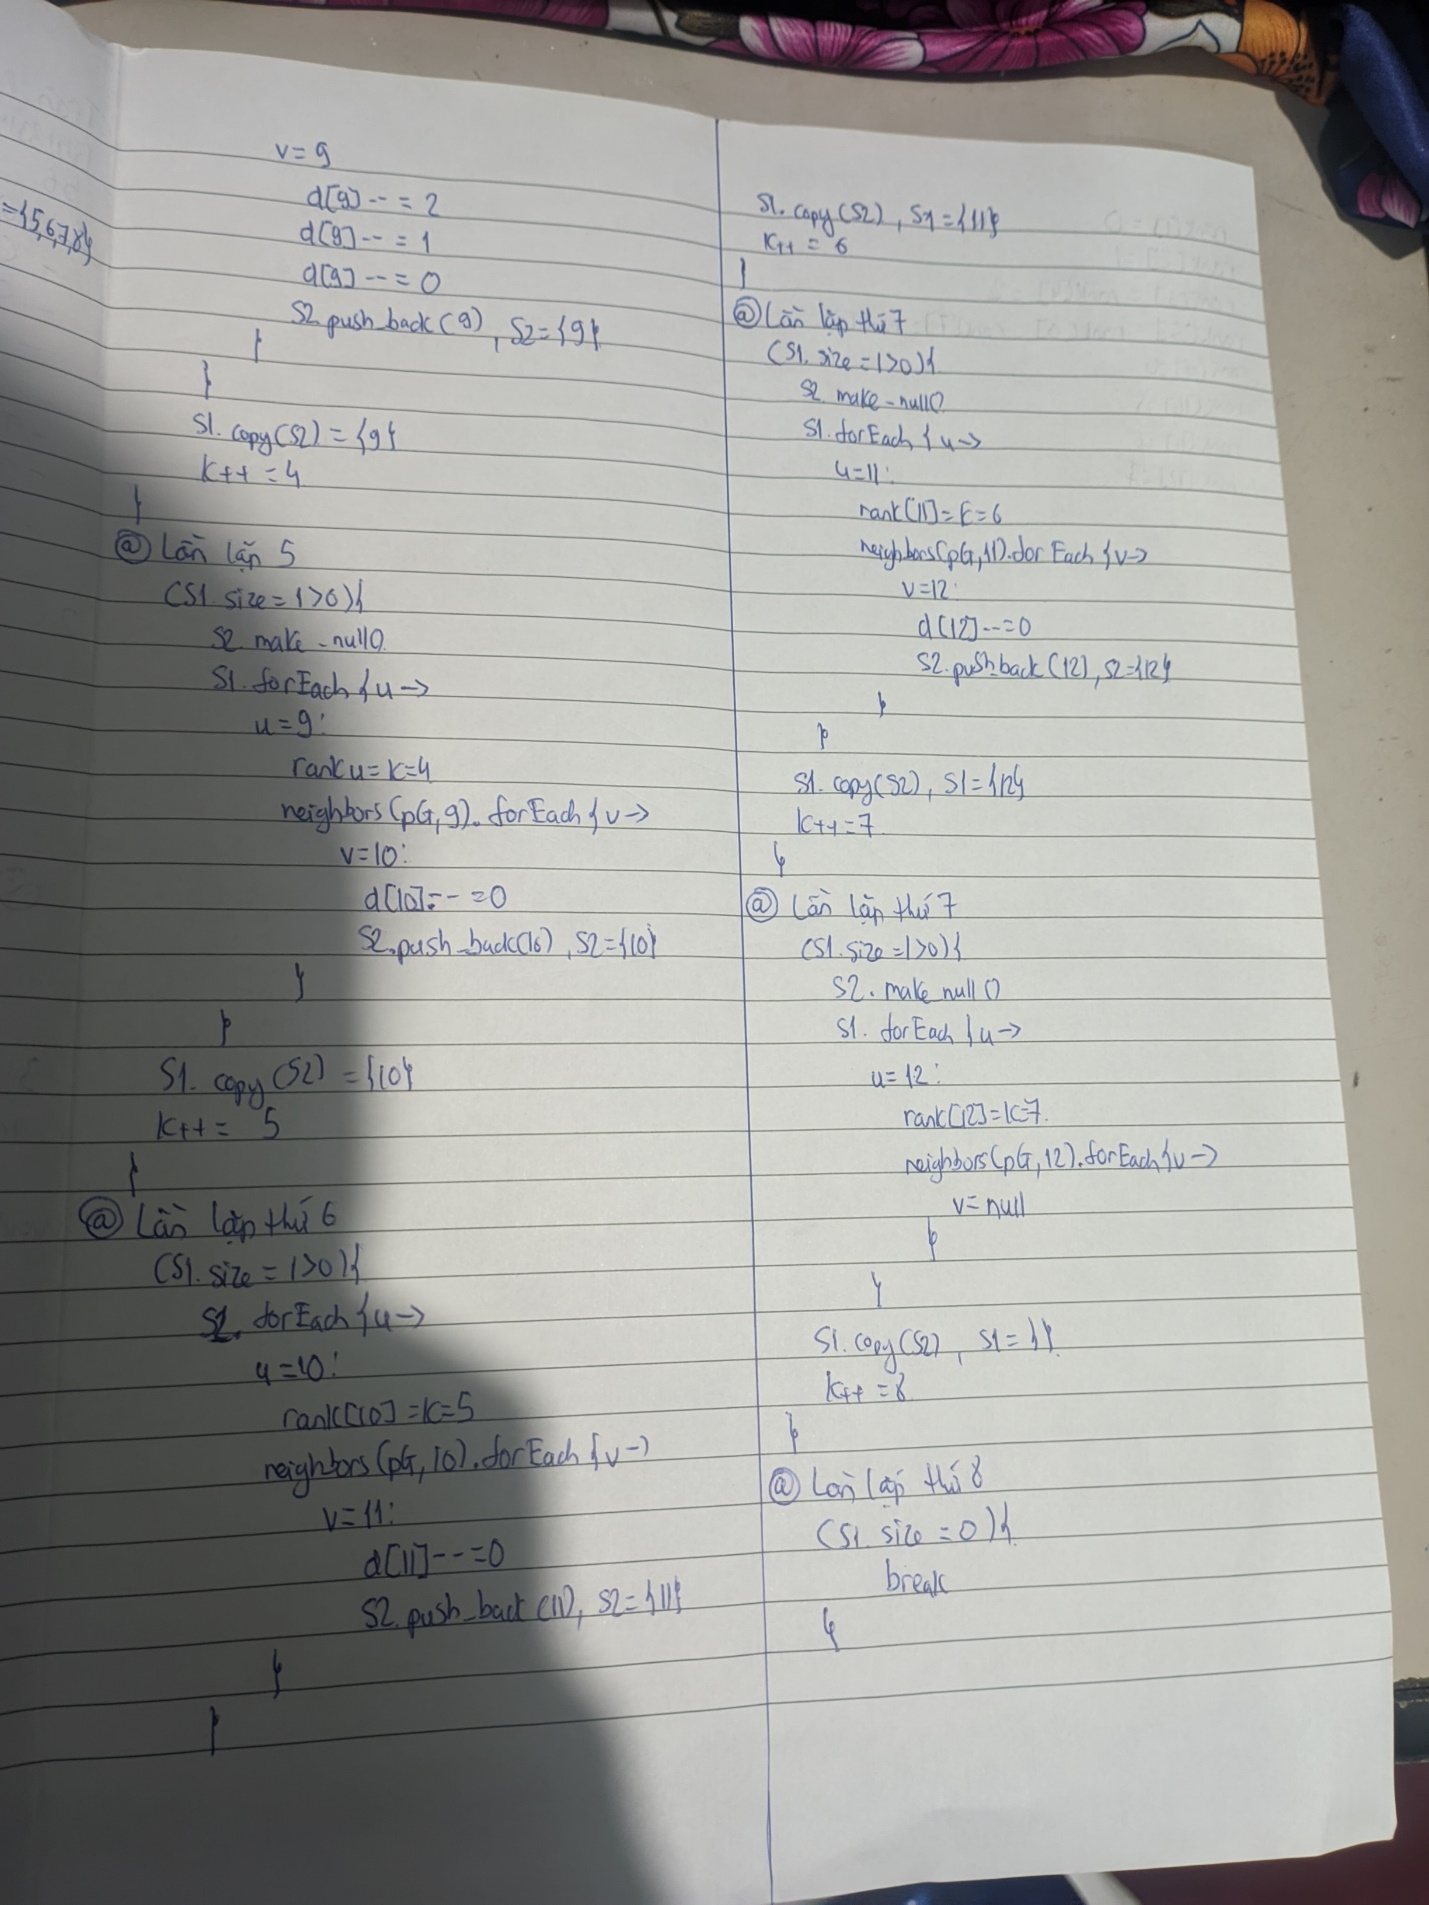 ={5,6,7,8}
v=9
d[9]-- = 2
d[9]-- = 1
d[9]-- = 0
S2.push_back(9), S2={9}
}
}
S1.copy(S2) = {9}
k++ = 4
}
@ Lần lặp 5
(S1.size = 1>0){
S2.make_null()
S1.forEach {u->
u=9:
rank u = k=4
neighbors(pG,9).forEach {v->
v=10:
d[10]-- =0
S2.push_back(10), S2={10}
}
}
S1.copy(S2) ={10}
k++ = 5
}
@ Lần lặp thứ 6
(S1.size = 1>0){
S1.forEach {u->
u=10:
rank[10] =k=5
neighbors(pG,10).forEach {v->
v=11:
d[11]-- =0
S2.push_back(11), S2={11}
}
}
S1.copy(S2), S1={11}
k++ = 6
}
@ Lần lặp thứ 7
(S1.size =1>0){
S2.make_null()
S1.forEach {u->
u=11:
rank[11]=k=6
neighbors(pG,11).forEach {v->
v=12:
d[12]--=0
S2.pushback(12), S2={12}
}
}
S1.copy(S2), S1={12}
k++=7
}
@ Lần lặp thứ 7
(S1.size =1>0){
S2.make_null()
S1.forEach {u->
u=12:
rank[12]=k=7
neighbors(pG,12).forEach{v->
v=null
}
}
S1.copy(S2), S1={}
k++ =8
}
@ Lần lặp thứ 8
(S1.size =0){
break
}